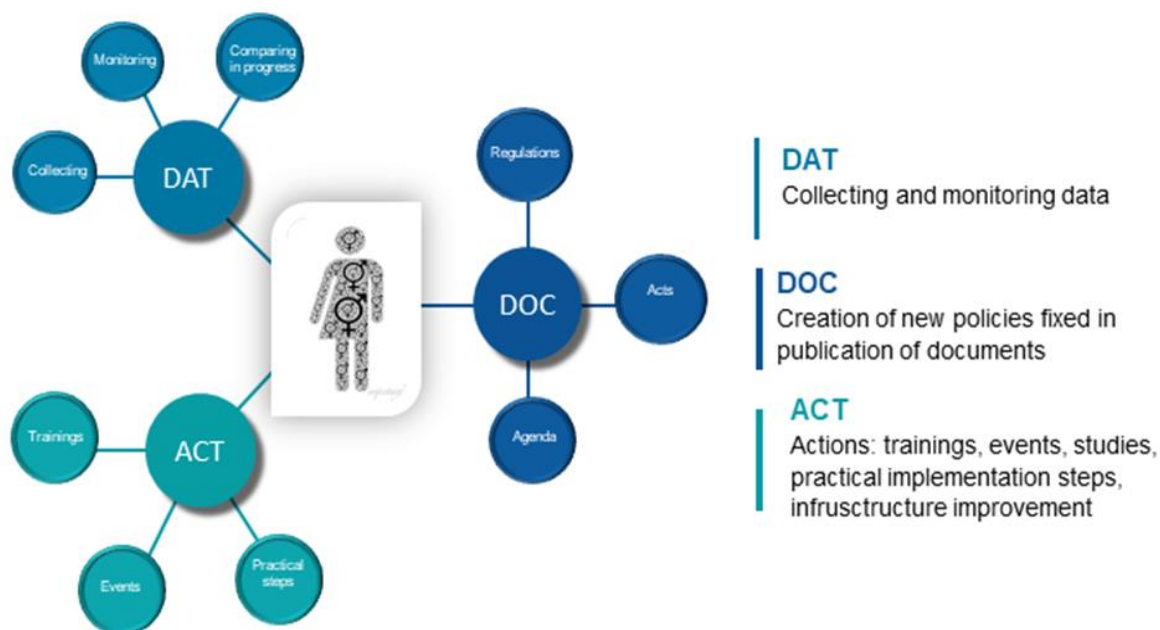 Monitoring
Comparing
in progress
Collecting
DAT
Regulations
DOC
Acts
Agenda
Trainings
ACT
Events
Practical
steps
DAT
Collecting and monitoring data
DOC
Creation of new policies fixed in
publication of documents
ACT
Actions: trainings, events, studies,
practical implementation steps,
infrusctructure improvement